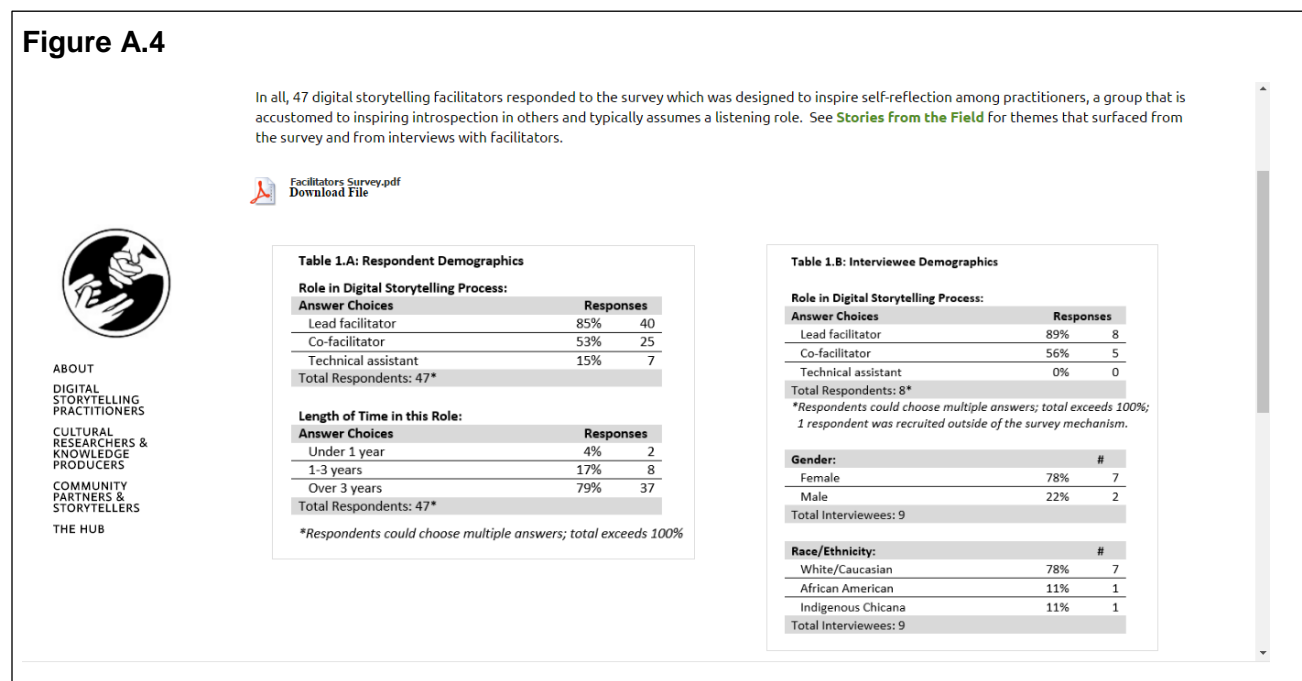 Figure A.4
In all, 47 digital storytelling facilitators responded to the survey which was designed to inspire self-reflection among practitioners, a group that is
accustomed to inspiring introspection in others and typically assumes a listening role.  See Stories from the Field for themes that surfaced from
the survey and from interviews with facilitators.
Facilitators Survey.pdf
Download File
ABOUT
DIGITAL
STORYTELLING
PRACTITIONERS
CULTURAL
RESEARCHERS &
KNOWLEDGE
PRODUCERS
COMMUNITY
PARTNERS &
STORYTELLERS
THE HUB
Table 1.A: Respondent Demographics
Role in Digital Storytelling Process:
Answer Choices Responses
Lead facilitator 85% 40
Co-facilitator 53% 25
Technical assistant 15% 7
Total Respondents: 47*
Length of Time in this Role:
Answer Choices Responses
Under 1 year 4% 2
1-3 years 17% 8
Over 3 years 79% 37
Total Respondents: 47*
*Respondents could choose multiple answers; total exceeds 100%
Table 1.B: Interviewee Demographics
Role in Digital Storytelling Process:
Answer Choices Responses
Lead facilitator 89% 8
Co-facilitator 56% 5
Technical assistant 0% 0
Total Respondents: 8*
*Respondents could choose multiple answers; total exceeds 100%;
1 respondent was recruited outside of the survey mechanism.
Gender: #
Female 78% 7
Male 22% 2
Total Interviewees: 9
Race/Ethnicity: #
White/Caucasian 78% 7
African American 11% 1
Indigenous Chicana 11% 1
Total Interviewees: 9